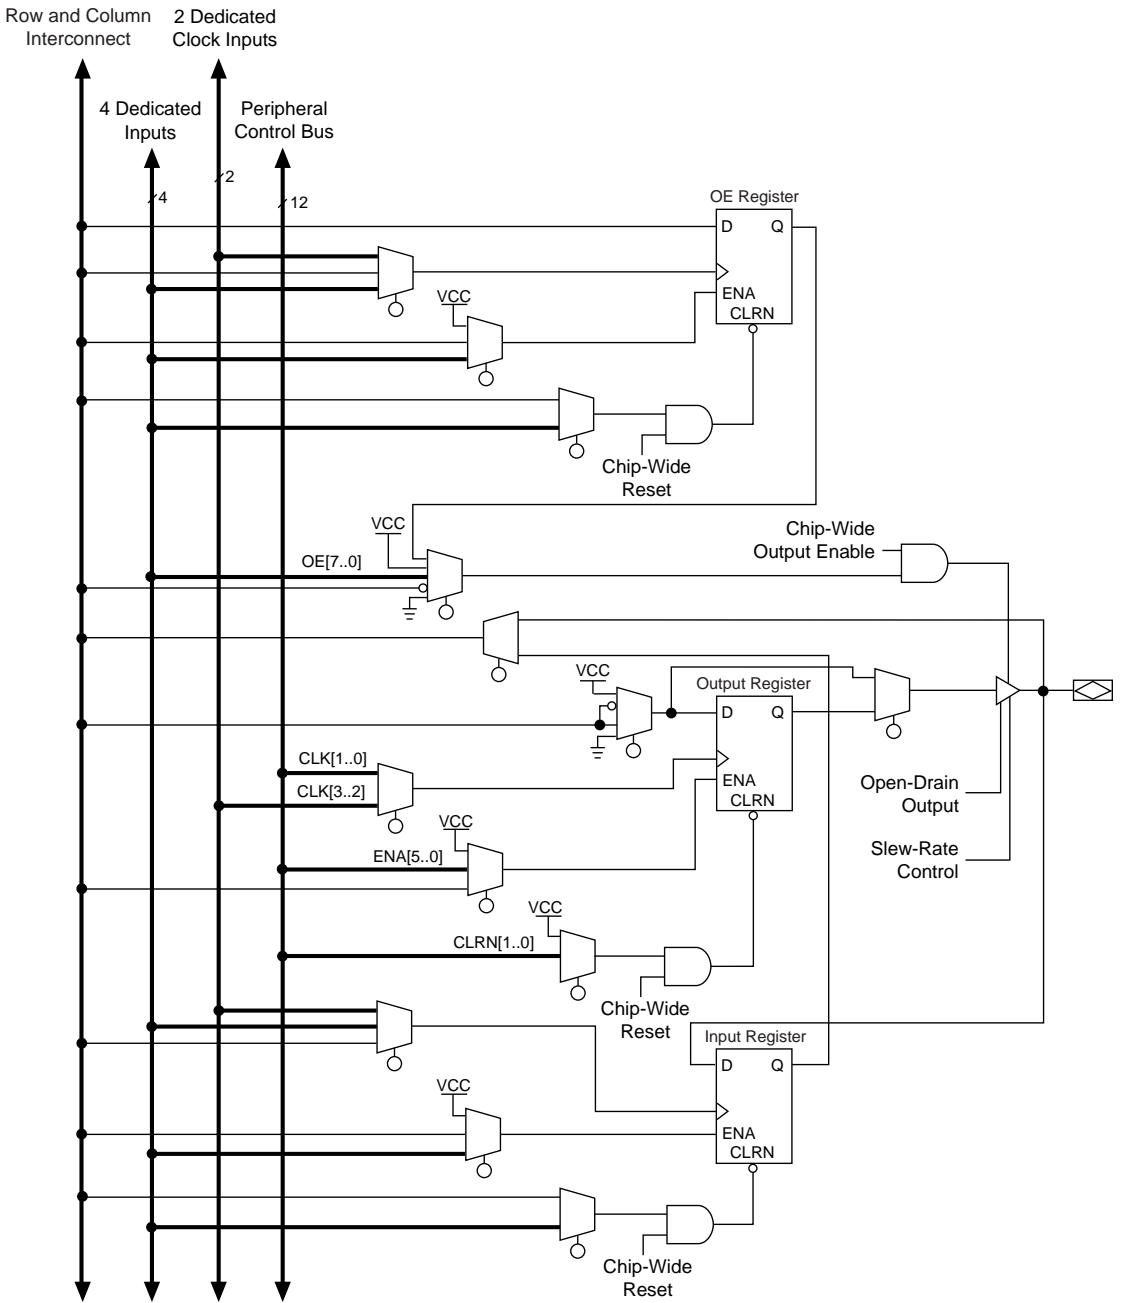 Row and Column
Interconnect
2 Dedicated
Clock Inputs
4 Dedicated
Inputs
Peripheral
Control Bus
2
4
12
OE Register
D Q
ENA
CLRN
VCC
Chip-Wide
Reset
VCC
OE[7..0]
Chip-Wide
Output Enable
VCC
Output Register
D Q
ENA
CLRN
CLK[1..0]
CLK[3..2]
Open-Drain
Output
VCC
ENA[5..0]
Slew-Rate
Control
VCC
CLRN[1..0]
Chip-Wide
Reset
Input Register
D Q
ENA
CLRN
VCC
Chip-Wide
Reset